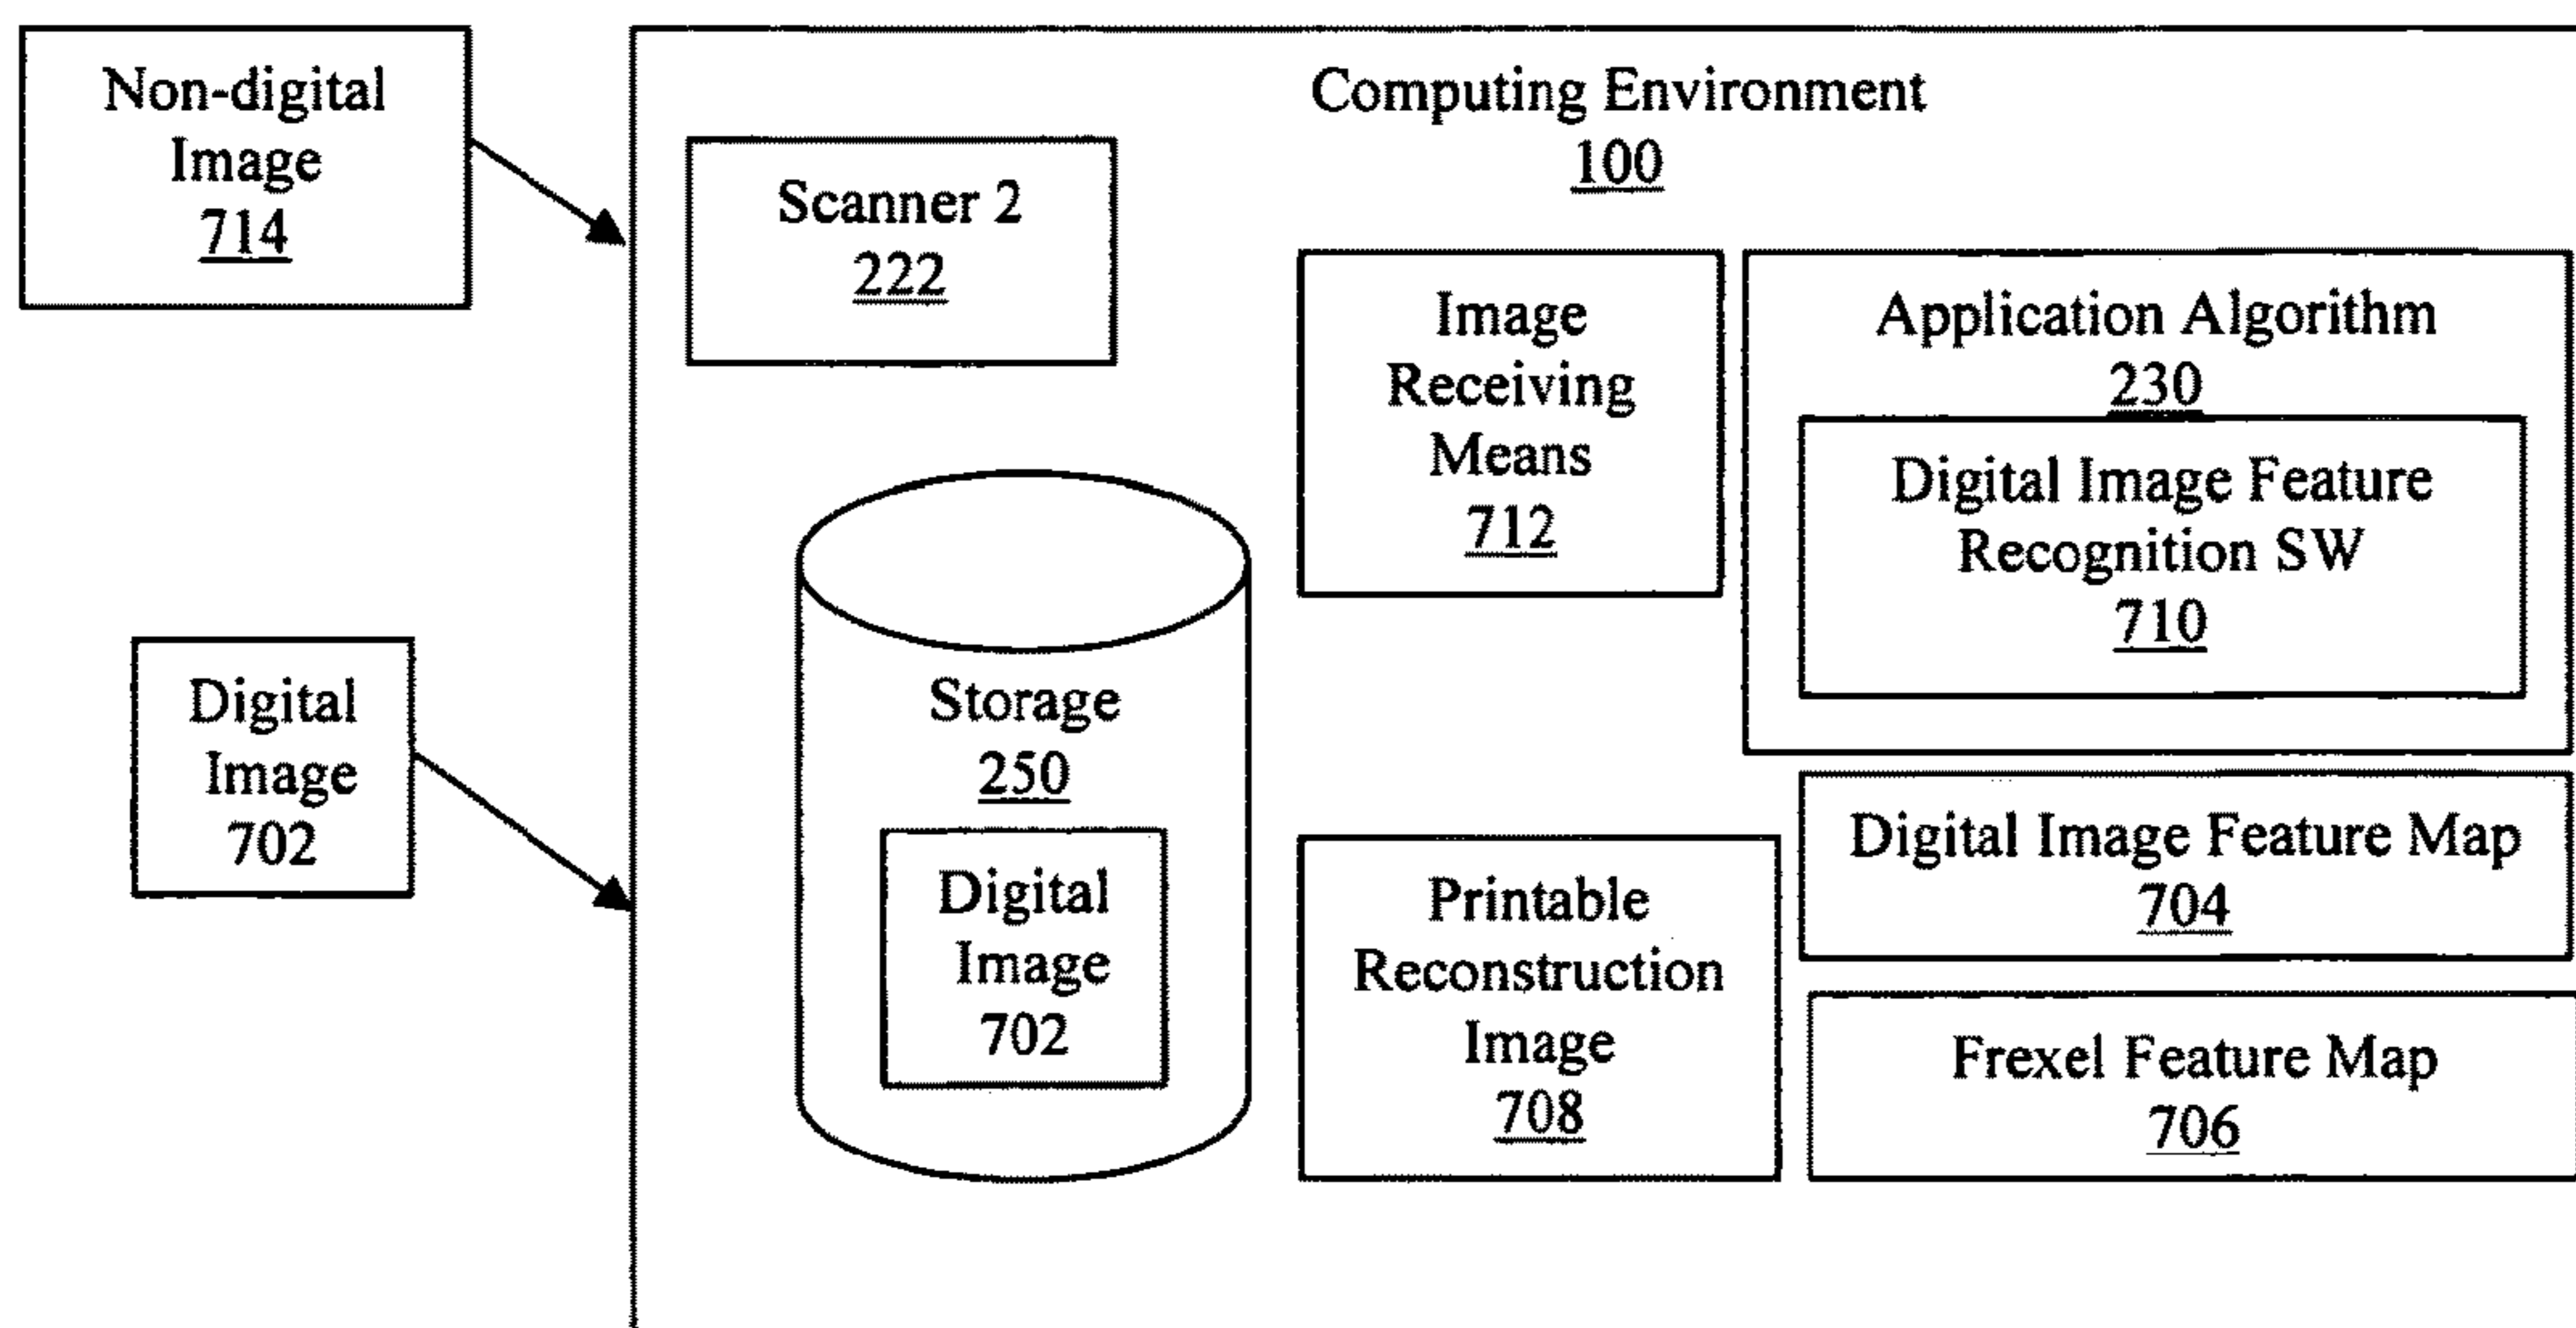 Non-digital
Image
714
Computing Environment
100
Scanner 2
222
Image
Receiving
Means
712
Application Algorithm
230
Digital Image Feature
Recognition SW
710
Digital
Image
702
Storage
250
Digital
Image
702
Printable
Reconstruction
Image
708
Digital Image Feature Map
704
Frexel Feature Map
706